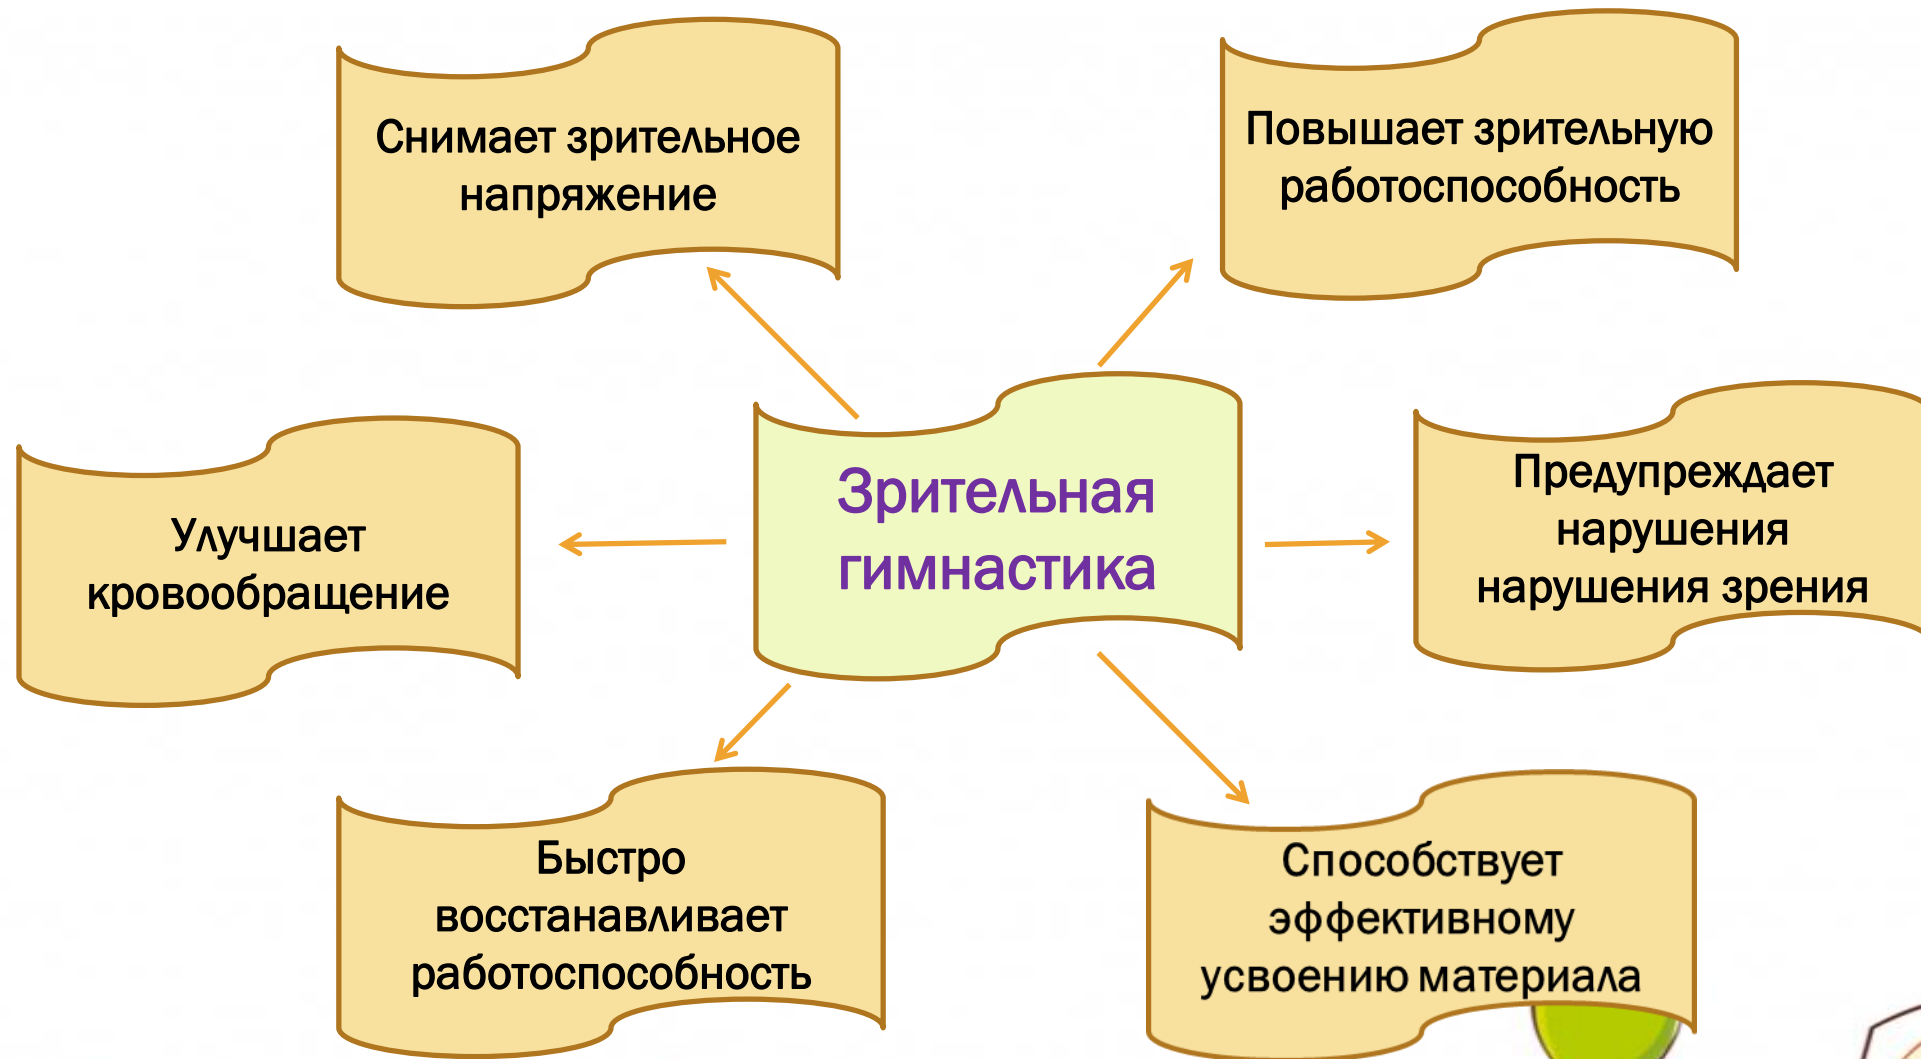 Снимает зрительное
напряжение
Повышает зрительную
работоспособность
Зрительная
гимнастика
Улучшает
кровообращение
Предупреждает
нарушения
нарушения зрения
Быстро
восстанавливает
работоспособность
Способствует
эффективному
усвоению материала